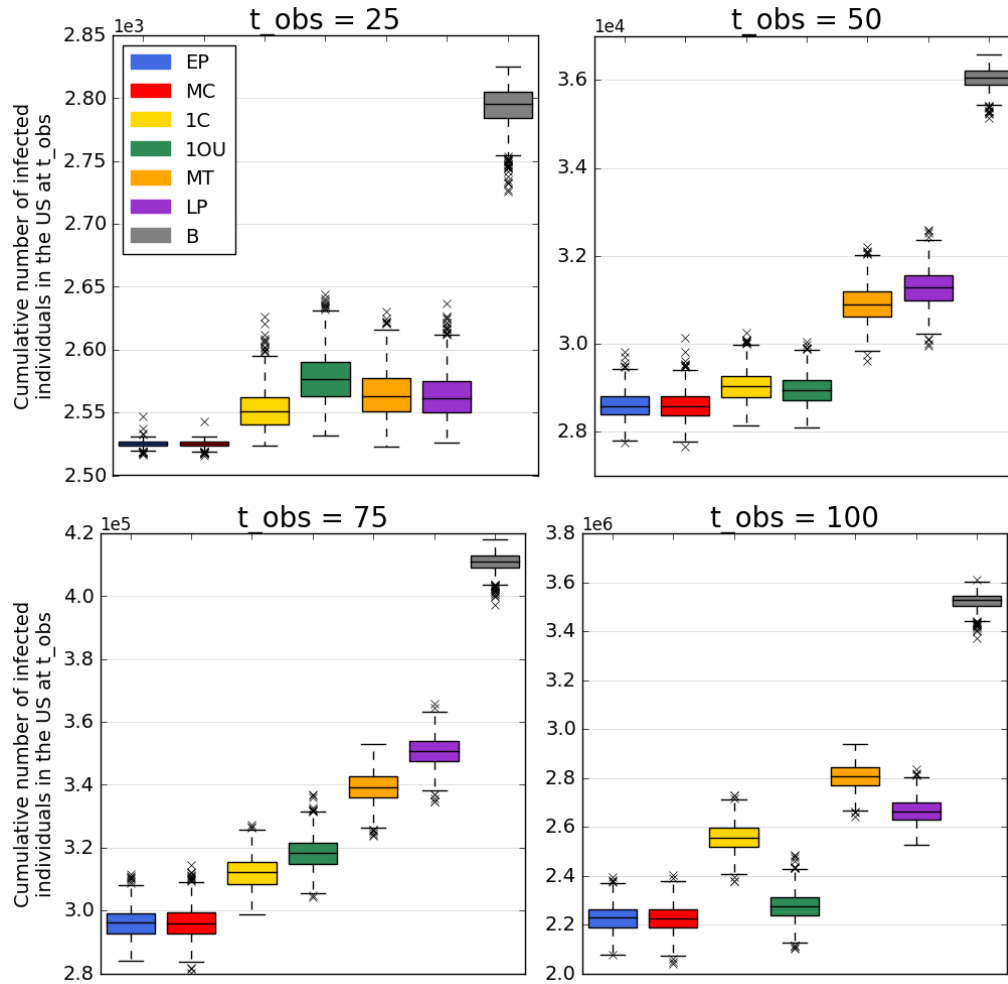 t_obs = 25
2.85 1e3
2.80
2.75
2.70
2.65
2.60
2.55
2.50
Cumulative number of infected
individuals in the US at t_obs
EP
MC
1C
1OU
MT
LP
B
t_obs = 50
1e4
3.6
3.4
3.2
3.0
2.8
t_obs = 75
4.2 1e5
4.0
3.8
3.6
3.4
3.2
3.0
2.8
Cumulative number of infected
individuals in the US at t_obs
t_obs = 100
3.8 1e6
3.6
3.4
3.2
3.0
2.8
2.6
2.4
2.2
2.0